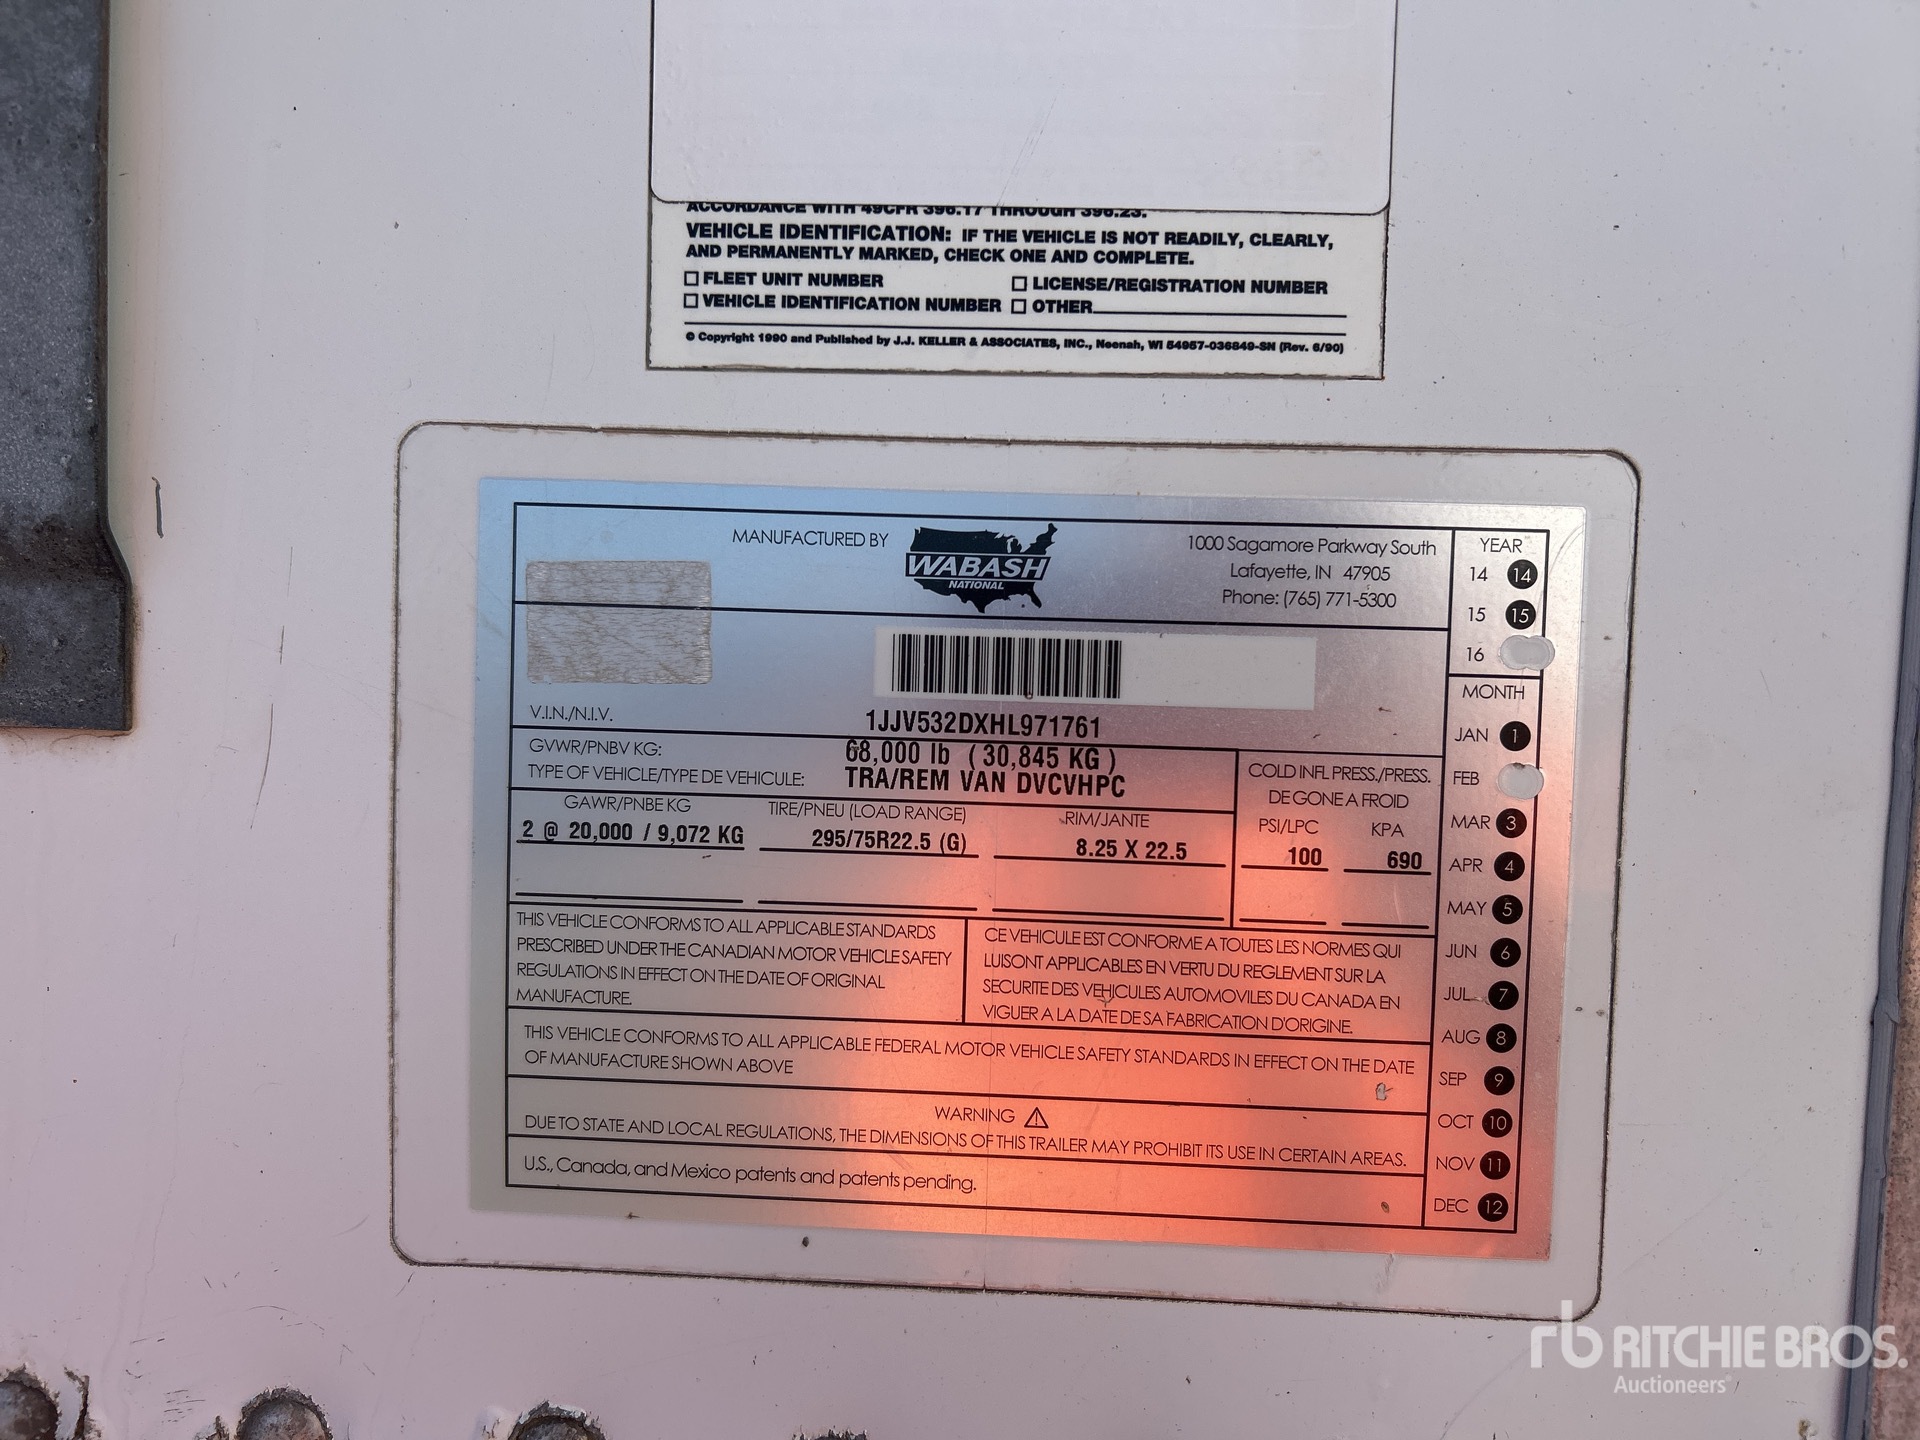 ACCORDANCE WITH 49CFR 396.17 THROUGH 396.23.
VEHICLE IDENTIFICATION: IF THE VEHICLE IS NOT READILY, CLEARLY,
AND PERMANENTLY MARKED, CHECK ONE AND COMPLETE.
FLEET UNIT NUMBER LICENSE/REGISTRATION NUMBER
VEHICLE IDENTIFICATION NUMBER OTHER
© Copyright 1990 and Published by J.J. KELLER & ASSOCIATES, INC., Neenah, WI 54957-036849-SN (Rev. 6/90)
MANUFACTURED BY
WABASH
NATIONAL
1000 Sagamore Parkway South
Lafayette, IN 47905
Phone: (765) 771-5300
V.I.N./N.I.V. 1JJV532DXHL971761
GVWR/PNBV KG: 68,000 lb ( 30,845 KG )
TYPE OF VEHICLE/TYPE DE VEHICULE: TRA/REM VAN DVCVHPC
GAWR/PNBE KG TIRE/PNEU (LOAD RANGE) RIM/JANTE
2 @ 20,000 / 9,072 KG 295/75R22.5 (G) 8.25 X 22.5
COLD INFL PRESS./PRESS.
DE GONE A FROID
PSI/LPC KPA
100 690
THIS VEHICLE CONFORMS TO ALL APPLICABLE STANDARDS
PRESCRIBED UNDER THE CANADIAN MOTOR VEHICLE SAFETY
REGULATIONS IN EFFECT ON THE DATE OF ORIGINAL
MANUFACTURE.
CE VEHICULE EST CONFORME A TOUTES LES NORMES QUI
LUISONT APPLICABLES EN VERTU DU REGLEMENT SUR LA
SECURITE DES VEHICULES AUTOMOVILES DU CANADA EN
VIGUER A LA DATE DE SA FABRICATION D'ORIGINE.
THIS VEHICLE CONFORMS TO ALL APPLICABLE FEDERAL MOTOR VEHICLE SAFETY STANDARDS IN EFFECT ON THE DATE
OF MANUFACTURE SHOWN ABOVE
WARNING
DUE TO STATE AND LOCAL REGULATIONS, THE DIMENSIONS OF THIS TRAILER MAY PROHIBIT ITS USE IN CERTAIN AREAS.
U.S., Canada, and Mexico patents and patents pending.
YEAR
14 14
15 15
16
MONTH
JAN 1
FEB
MAR 3
APR 4
MAY 5
JUN 6
JUL 7
AUG 8
SEP 9
OCT 10
NOV 11
DEC 12
rb RITCHIE BROS.
Auctioneers